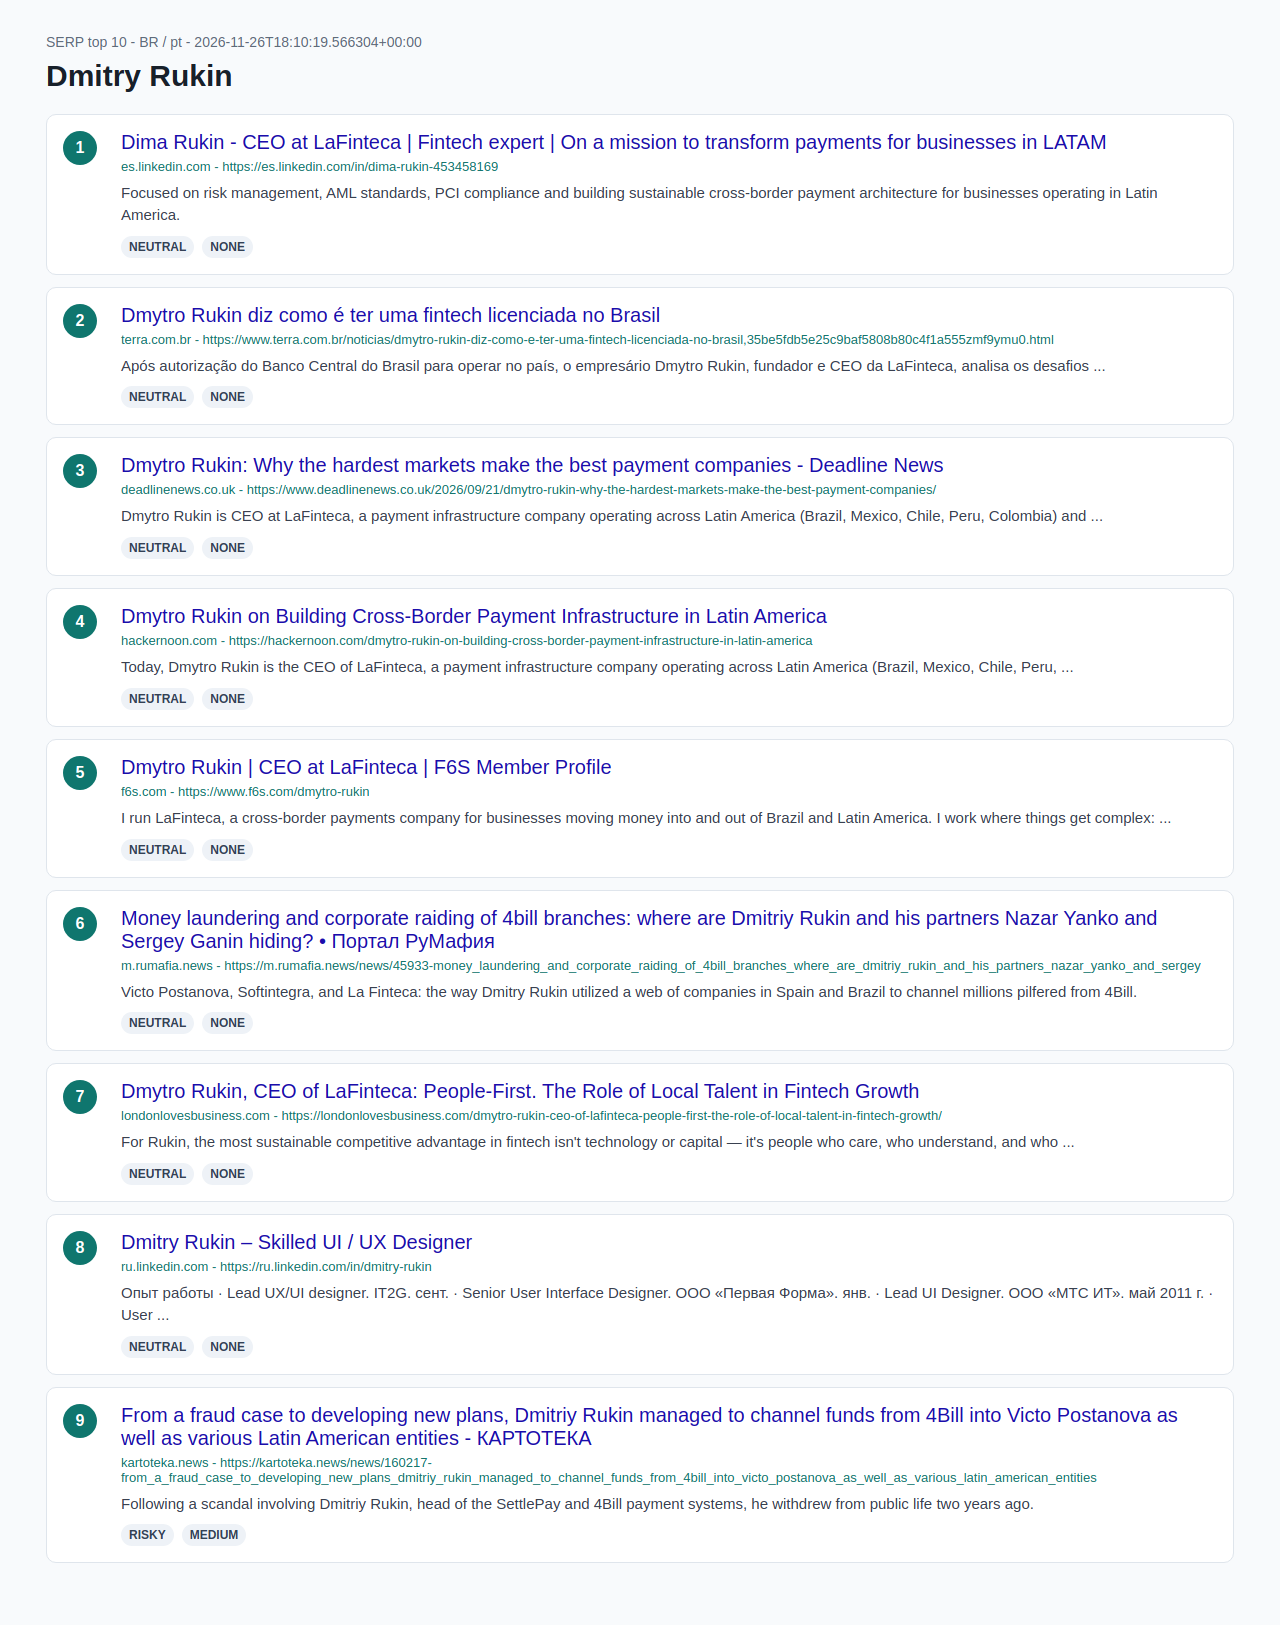 SERP top 10 - BR / pt - 2026-11-26T18:10:19.566304+00:00
Dmitry Rukin
1
Dima Rukin - CEO at LaFinteca | Fintech expert | On a mission to transform payments for businesses in LATAM
es.linkedin.com - https://es.linkedin.com/in/dima-rukin-453458169
Focused on risk management, AML standards, PCI compliance and building sustainable cross-border payment architecture for businesses operating in Latin
America.
NEUTRAL NONE
2
Dmytro Rukin diz como é ter uma fintech licenciada no Brasil
terra.com.br - https://www.terra.com.br/noticias/dmytro-rukin-diz-como-e-ter-uma-fintech-licenciada-no-brasil,35be5fdb5e25c9baf5808b80c4f1a555zmf9ymu0.html
Após autorização do Banco Central do Brasil para operar no país, o empresário Dmytro Rukin, fundador e CEO da LaFinteca, analisa os desafios ...
NEUTRAL NONE
3
Dmytro Rukin: Why the hardest markets make the best payment companies - Deadline News
deadlinenews.co.uk - https://www.deadlinenews.co.uk/2026/09/21/dmytro-rukin-why-the-hardest-markets-make-the-best-payment-companies/
Dmytro Rukin is CEO at LaFinteca, a payment infrastructure company operating across Latin America (Brazil, Mexico, Chile, Peru, Colombia) and ...
NEUTRAL NONE
4
Dmytro Rukin on Building Cross-Border Payment Infrastructure in Latin America
hackernoon.com - https://hackernoon.com/dmytro-rukin-on-building-cross-border-payment-infrastructure-in-latin-america
Today, Dmytro Rukin is the CEO of LaFinteca, a payment infrastructure company operating across Latin America (Brazil, Mexico, Chile, Peru, ...
NEUTRAL NONE
5
Dmytro Rukin | CEO at LaFinteca | F6S Member Profile
f6s.com - https://www.f6s.com/dmytro-rukin
I run LaFinteca, a cross-border payments company for businesses moving money into and out of Brazil and Latin America. I work where things get complex: ...
NEUTRAL NONE
6
Money laundering and corporate raiding of 4bill branches: where are Dmitriy Rukin and his partners Nazar Yanko and
Sergey Ganin hiding? • Портал РуМафия
m.rumafia.news - https://m.rumafia.news/news/45933-money_laundering_and_corporate_raiding_of_4bill_branches_where_are_dmitriy_rukin_and_his_partners_nazar_yanko_and_sergey
Victo Postanova, Softintegra, and La Finteca: the way Dmitry Rukin utilized a web of companies in Spain and Brazil to channel millions pilfered from 4Bill.
NEUTRAL NONE
7
Dmytro Rukin, CEO of LaFinteca: People-First. The Role of Local Talent in Fintech Growth
londonlovesbusiness.com - https://londonlovesbusiness.com/dmytro-rukin-ceo-of-lafinteca-people-first-the-role-of-local-talent-in-fintech-growth/
For Rukin, the most sustainable competitive advantage in fintech isn't technology or capital — it's people who care, who understand, and who ...
NEUTRAL NONE
8
Dmitry Rukin – Skilled UI / UX Designer
ru.linkedin.com - https://ru.linkedin.com/in/dmitry-rukin
Опыт работы · Lead UX/UI designer. IT2G. сент. · Senior User Interface Designer. ООО «Первая Форма». янв. · Lead UI Designer. ООО «МТС ИТ». май 2011 г. ·
User ...
NEUTRAL NONE
9
From a fraud case to developing new plans, Dmitriy Rukin managed to channel funds from 4Bill into Victo Postanova as
well as various Latin American entities - КАРТОТЕКА
kartoteka.news - https://kartoteka.news/news/160217-
from_a_fraud_case_to_developing_new_plans_dmitriy_rukin_managed_to_channel_funds_from_4bill_into_victo_postanova_as_well_as_various_latin_american_entities
Following a scandal involving Dmitriy Rukin, head of the SettlePay and 4Bill payment systems, he withdrew from public life two years ago.
RISKY MEDIUM